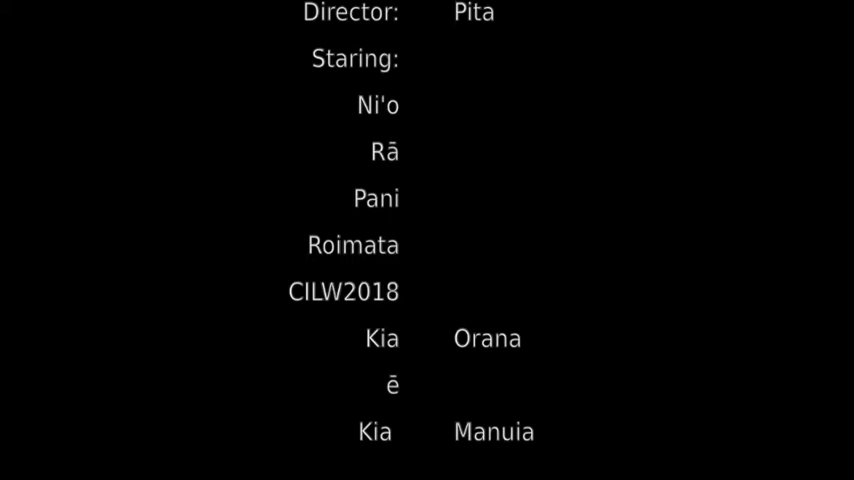 Director: Pita
Staring:
Ni'o
Rā
Pani
Roimata
CILW2018
Kia Orana
ē
Kia Manuia